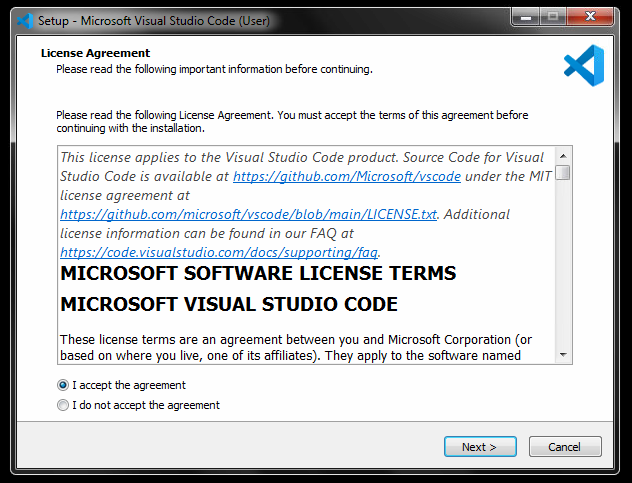 Setup - Microsoft Visual Studio Code (User)
License Agreement
Please read the following important information before continuing.
Please read the following License Agreement. You must accept the terms of this agreement before
continuing with the installation.
This license applies to the Visual Studio Code product. Source Code for Visual
Studio Code is available at https://github.com/Microsoft/vscode under the MIT
license agreement at
https://github.com/microsoft/vscode/blob/main/LICENSE.txt. Additional
license information can be found in our FAQ at
https://code.visualstudio.com/docs/supporting/faq.
MICROSOFT SOFTWARE LICENSE TERMS
MICROSOFT VISUAL STUDIO CODE
These license terms are an agreement between you and Microsoft Corporation (or
based on where you live, one of its affiliates). They apply to the software named
I accept the agreement
I do not accept the agreement
Next >
Cancel